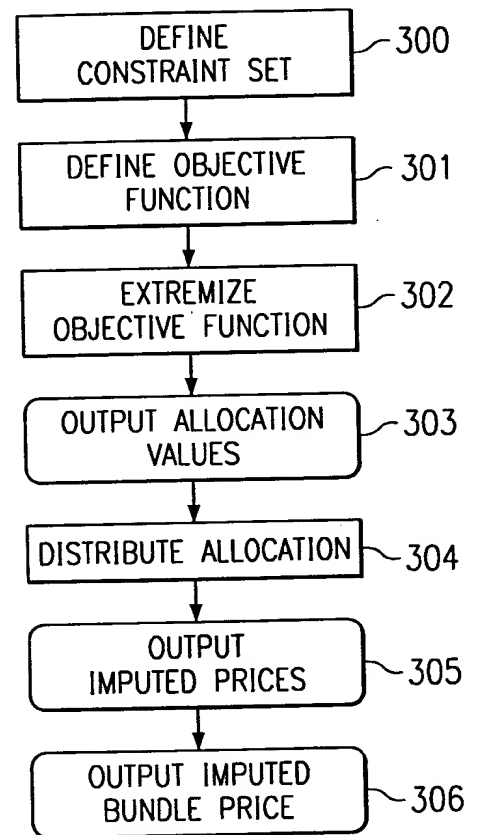 DEFINE
CONSTRAINT SET
300
DEFINE OBJECTIVE
FUNCTION
301
EXTREMIZE
OBJECTIVE FUNCTION
302
OUTPUT ALLOCATION
VALUES
303
DISTRIBUTE ALLOCATION
304
OUTPUT
IMPUTED PRICES
305
OUTPUT IMPUTED
BUNDLE PRICE
306